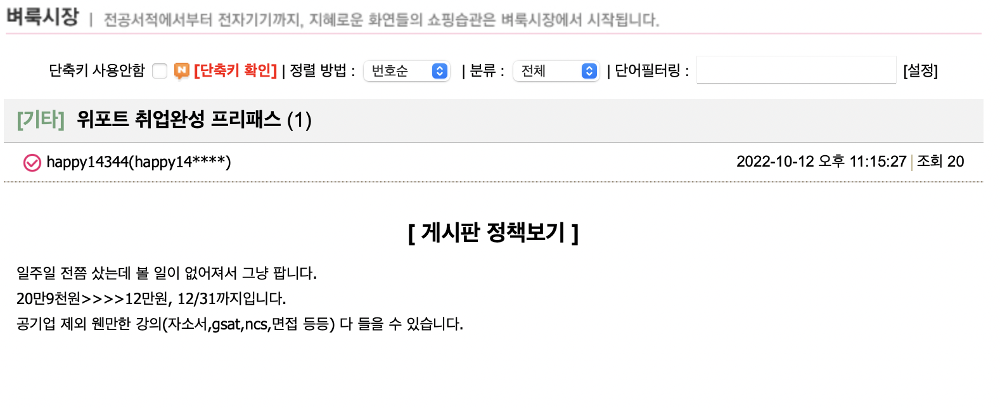 벼룩시장 | 전공서적에서부터 전자기기까지, 지혜로운 화연들의 쇼핑습관은 벼룩시장에서 시작됩니다.
단축키 사용안함 N [단축키 확인] | 정렬 방법 : 번호순 | 분류 : 전체 | 단어필터링 : [설정]
[기타] 위포트 취업완성 프리패스 (1)
happy14344(happy14****) 2022-10-12 오후 11:15:27 | 조회 20
[ 게시판 정책보기 ]
일주일 전쯤 샀는데 볼 일이 없어져서 그냥 팝니다.
20만9천원>>>>12만원, 12/31까지입니다.
공기업 제외 웬만한 강의(자소서,gsat,ncs,면접 등등) 다 들을 수 있습니다.